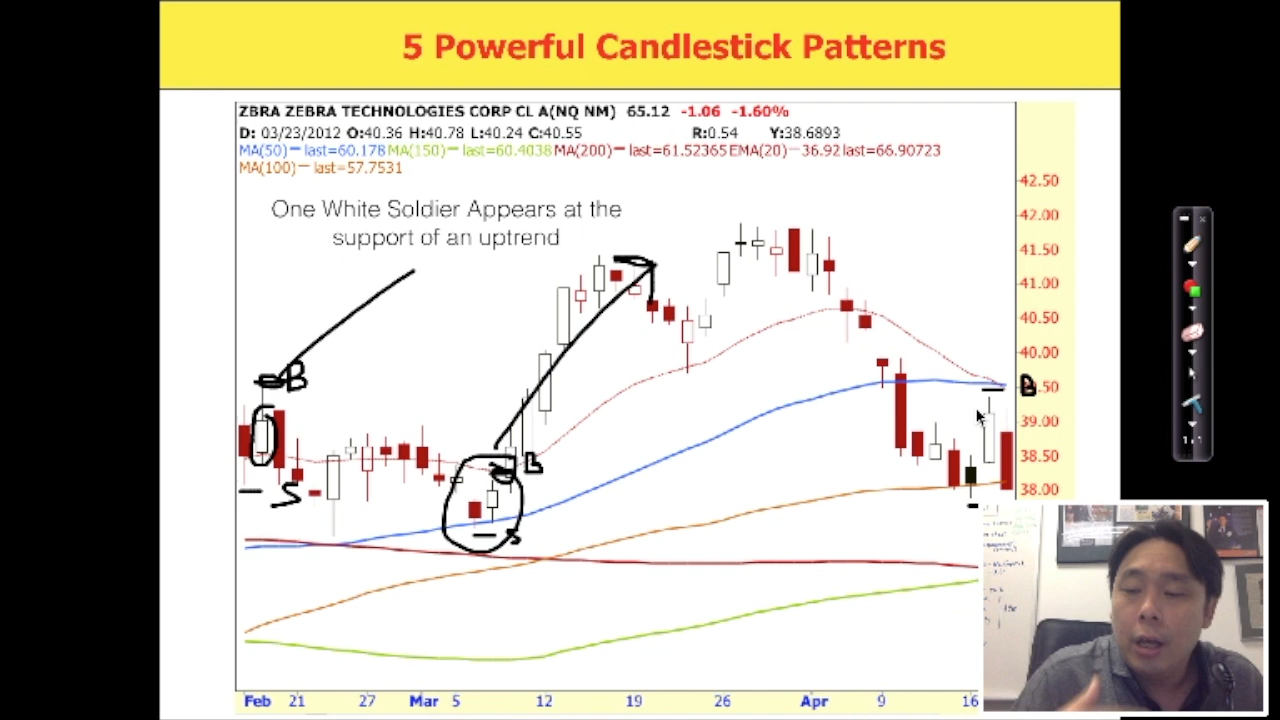 5 Powerful Candlestick Patterns
ZBRA ZEBRA TECHNOLOGIES CORP CL A(NQ NM) 65.12 -1.06 -1.60%
D: 03/23/2012 O:40.36 H:40.78 L:40.24 C:40.55 R:0.54 Y:38.6893
MA(50)—last=60.178 MA(150)—last=60.4038 MA(200)—last=61.52365 EMA(20)—36.92 last=66.90723
MA(100)—last=57.7531
One White Soldier Appears at the
support of an uptrend
42.50
42.00
41.50
41.00
40.50
40.00
B
B .50
39.00
38.50
38.00
B
S
S
Feb 21 27 Mar 5 12 19 26 Apr 9 16